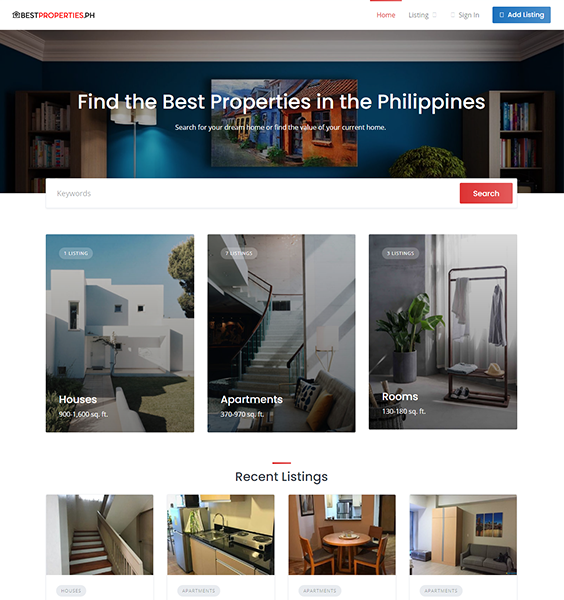 BESTPROPERTIES.PH
Home
Listing
Sign In
Add Listing
Find the Best Properties in the Philippines
Search for your dream home or find the value of your current home.
Keywords
Search
1 LISTING
7 LISTINGS
3 LISTINGS
Houses
900-1,600 sq. ft.
Apartments
370-970 sq. ft.
Rooms
130-180 sq. ft.
Recent Listings
HOUSES
APARTMENTS
APARTMENTS
APARTMENTS